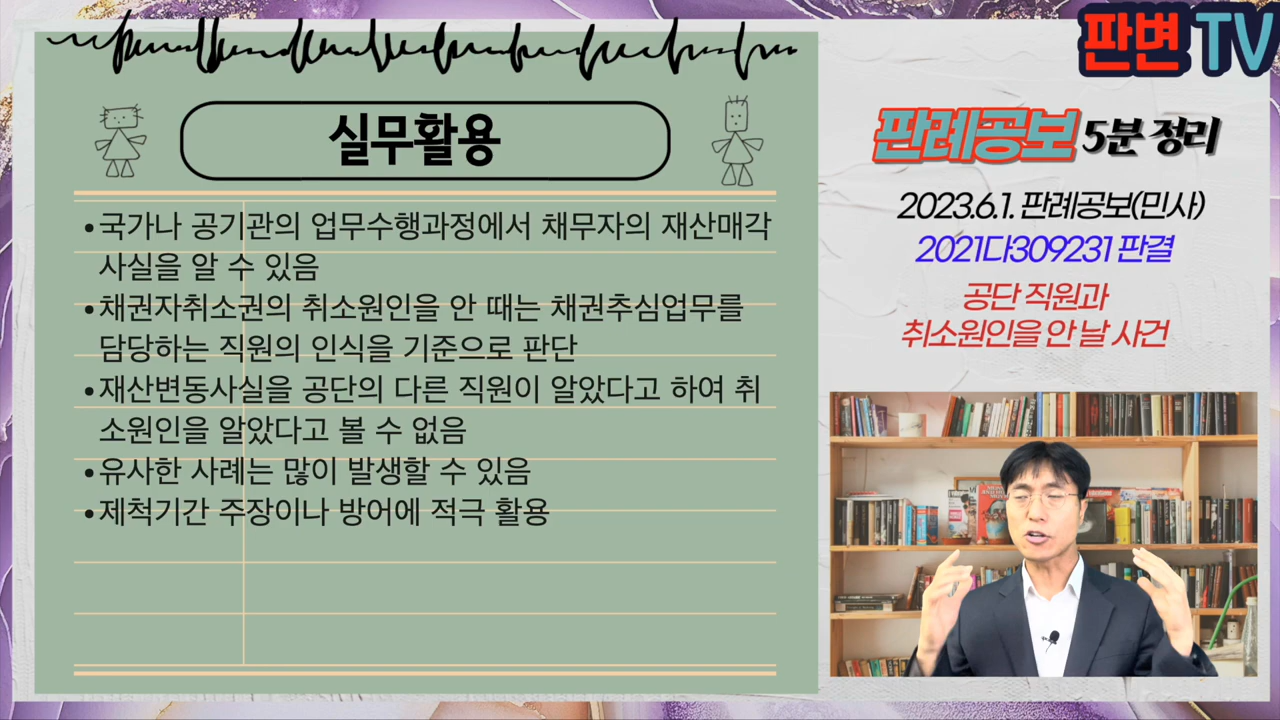 판변 TV
실무활용
•국가나 공기관의 업무수행과정에서 채무자의 재산매각
사실을 알 수 있음
•채권자취소권의 취소원인을 안 때는 채권추심업무를
담당하는 직원의 인식을 기준으로 판단
•재산변동사실을 공단의 다른 직원이 알았다고 하여 취
소원인을 알았다고 볼 수 없음
•유사한 사례는 많이 발생할 수 있음
•제척기간 주장이나 방어에 적극 활용
판례공보 5분 정리
2023.6.1. 판례공보(민사)
2021다309231 판결
공단 직원과
취소원인을 안 날 사건